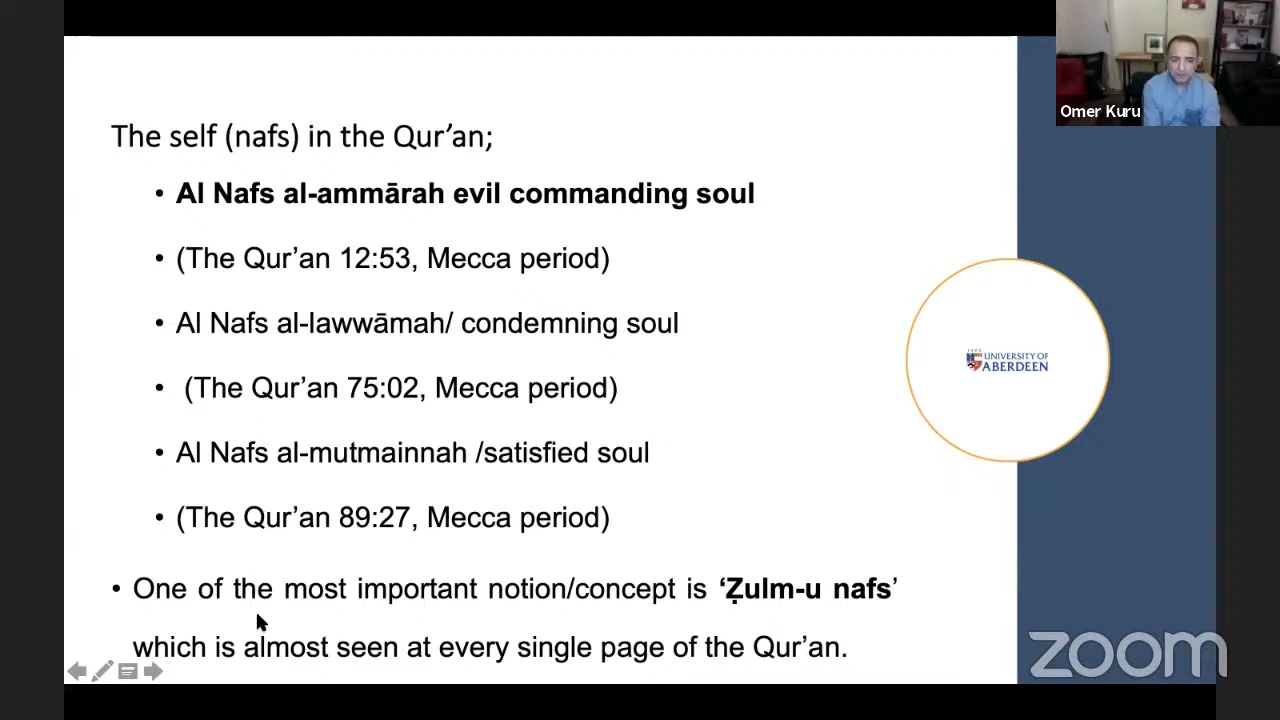 Omer Kuru
The self (nafs) in the Qur’an;
• Al Nafs al-ammārah evil commanding soul
• (The Qur’an 12:53, Mecca period)
• Al Nafs al-lawwāmah/ condemning soul
• (The Qur’an 75:02, Mecca period)
• Al Nafs al-mutmainnah /satisfied soul
• (The Qur’an 89:27, Mecca period)
• One of the most important notion/concept is ‘Ẓulm-u nafs’
which is almost seen at every single page of the Qur’an.
1495
UNIVERSITY OF
ABERDEEN
zoom